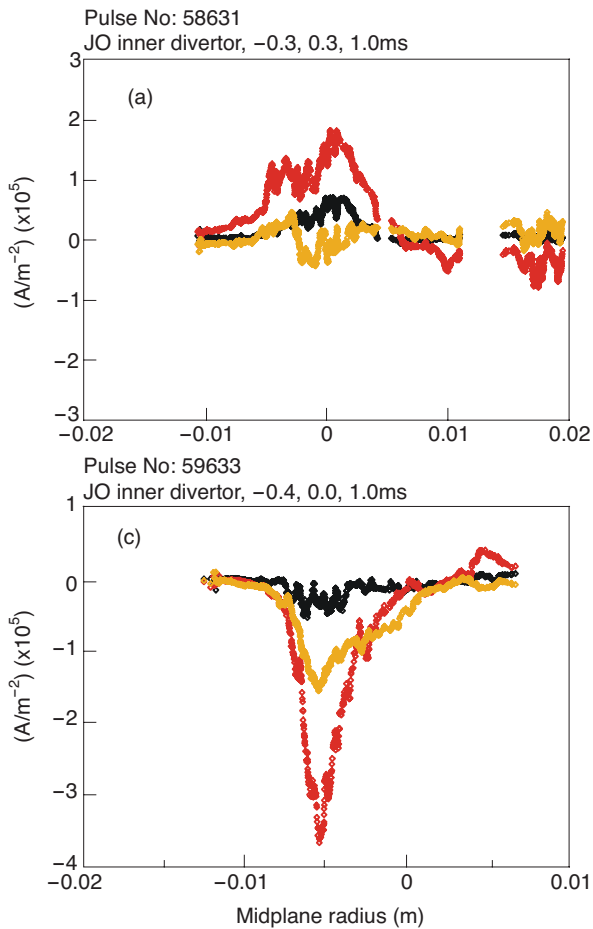 Pulse No: 58631
JO inner divertor, −0.3, 0.3, 1.0ms
3
(a)
2
1
0
−1
−2
−3
(A/m−2) (x10⁵)
−0.02 −0.01 0 0.01 0.02
Pulse No: 59633
JO inner divertor, −0.4, 0.0, 1.0ms
1
(c)
0
−1
−2
−3
−4
(A/m−2) (x10⁵)
−0.02 −0.01 0 0.01
Midplane radius (m)